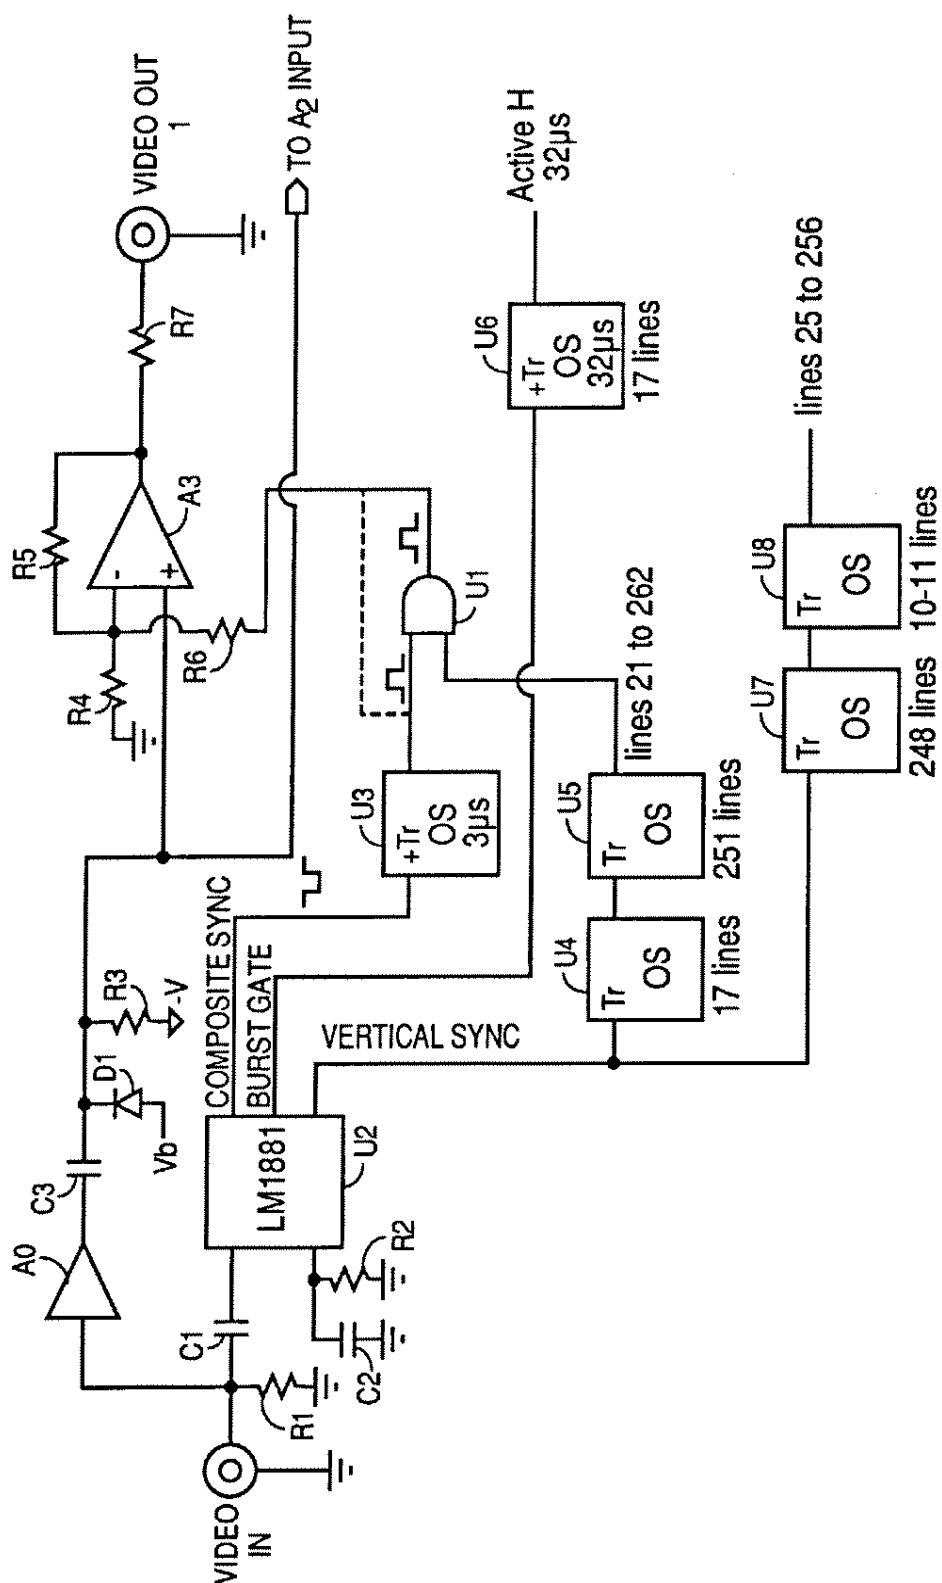 VIDEO
IN
R1
A0
C1
C2
R2
LM1881
U2
C3
D1
Vb
R3
-V
COMPOSITE SYNC
BURST GATE
VERTICAL SYNC
R4
R5
R6
-
+
A3
R7
VIDEO OUT
1
TO A2 INPUT
U3
+Tr
OS
3µs
U1
U4
Tr
OS
17 lines
U5
Tr
OS
251 lines
lines 21 to 262
U6
+Tr
OS
32µs
17 lines
Active H
32µs
U7
Tr
OS
248 lines
U8
Tr
OS
10-11 lines
lines 25 to 256